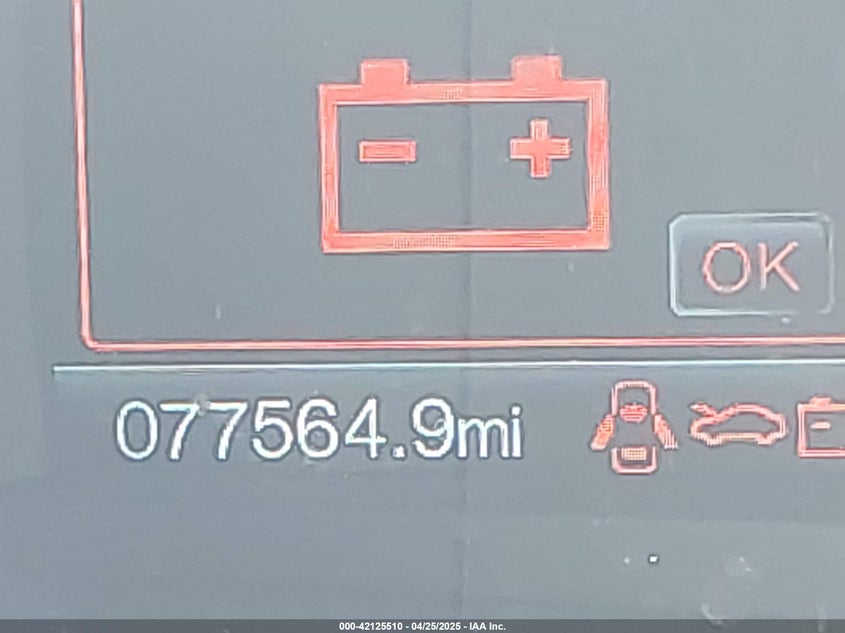 - +
OK
077564.9mi
000-42125510 - 04/25/2025 - IAA Inc.